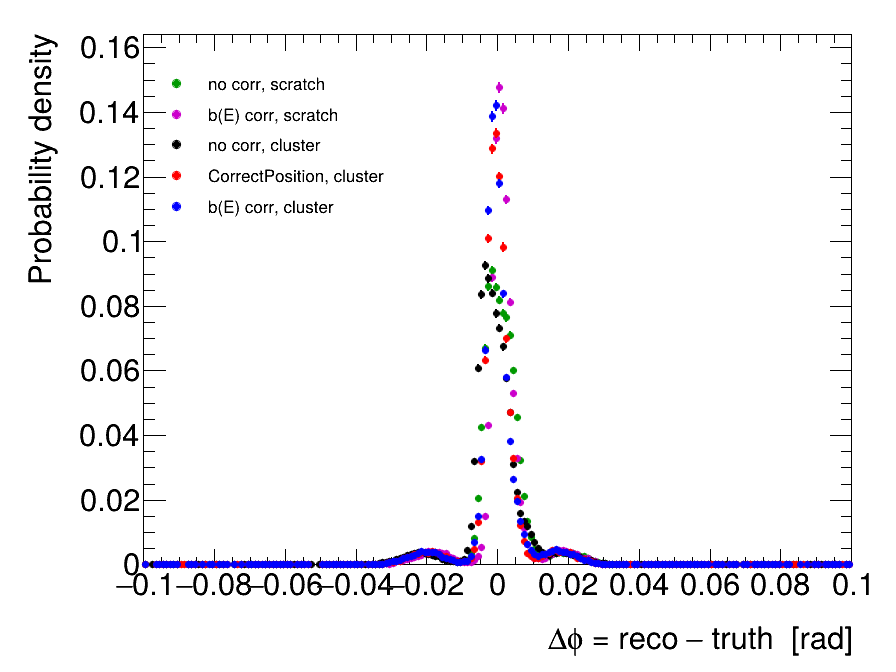 Probability density
0.16
0.14
0.12
0.1
0.08
0.06
0.04
0.02
0
no corr, scratch
b(E) corr, scratch
no corr, cluster
CorrectPosition, cluster
b(E) corr, cluster
−0.1 −0.08 −0.06 −0.04 −0.02 0 0.02 0.04 0.06 0.08 0.1
Δϕ = reco − truth [rad]